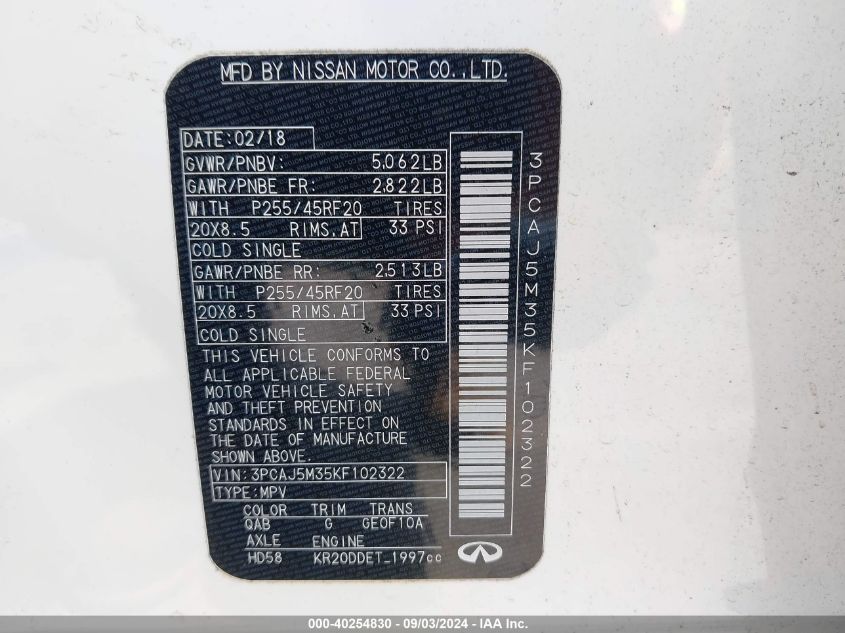 MFD BY NISSAN MOTOR CO.,LTD.
DATE:02/18
GVWR/PNBV: 5,062LB
GAWR/PNBE FR: 2,822LB
WITH P255/45RF20 TIRES
20X8.5 RIMS,AT 33 PSI
COLD SINGLE
GAWR/PNBE RR: 2,513LB
WITH P255/45RF20 TIRES
20X8.5 RIMS,AT 33 PSI
COLD SINGLE
THIS VEHICLE CONFORMS TO
ALL APPLICABLE FEDERAL
MOTOR VEHICLE SAFETY
AND THEFT PREVENTION
STANDARDS IN EFFECT ON
THE DATE OF MANUFACTURE
SHOWN ABOVE.
VIN:3PCAJ5M35KF102322
TYPE:MPV
COLOR TRIM TRANS
QAB G GEOF10A
AXLE ENGINE
HD58 KR20DDET_1997cc
3PCAJ5M35KF102322
000-40254830 - 09/03/2024 - IAA Inc.